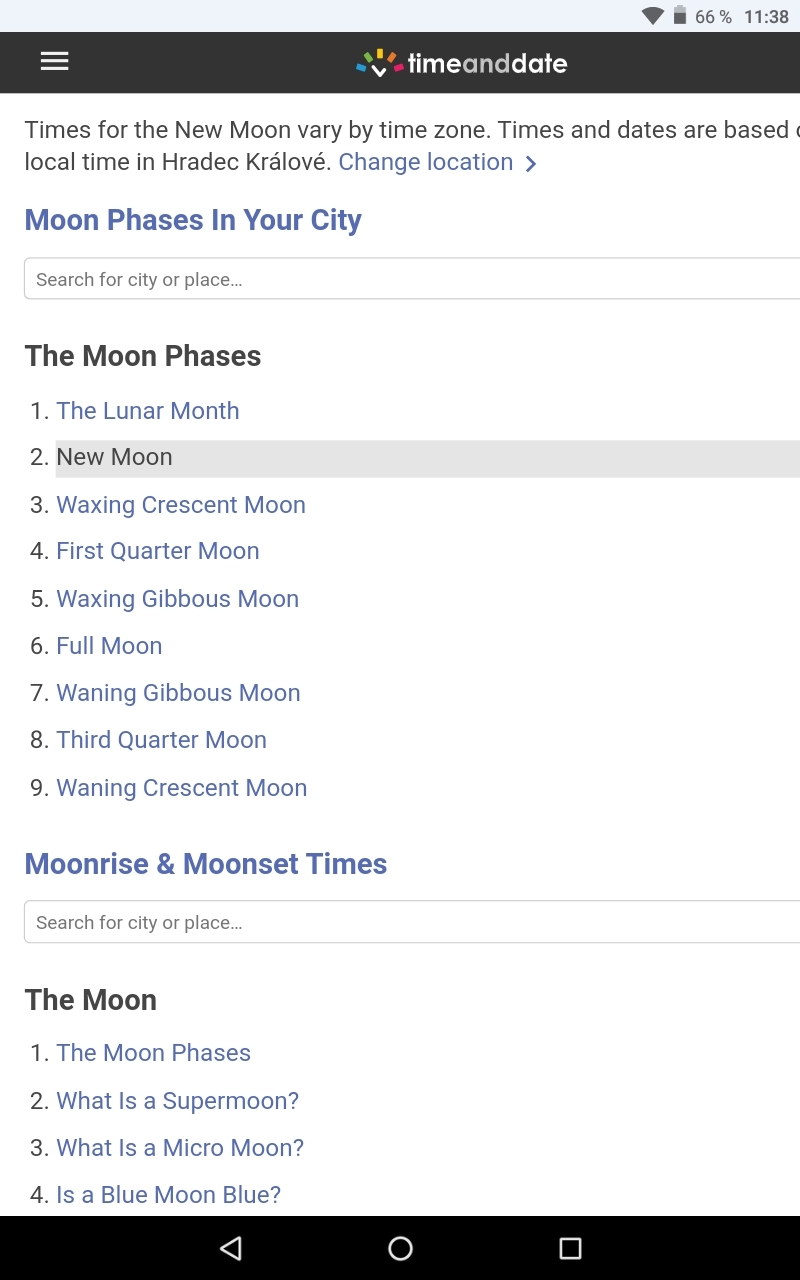 66 % 11:38
timeanddate
Times for the New Moon vary by time zone. Times and dates are based
local time in Hradec Králové. Change location
Moon Phases In Your City
Search for city or place…
The Moon Phases
1. The Lunar Month
2. New Moon
3. Waxing Crescent Moon
4. First Quarter Moon
5. Waxing Gibbous Moon
6. Full Moon
7. Waning Gibbous Moon
8. Third Quarter Moon
9. Waning Crescent Moon
Moonrise & Moonset Times
Search for city or place…
The Moon
1. The Moon Phases
2. What Is a Supermoon?
3. What Is a Micro Moon?
4. Is a Blue Moon Blue?